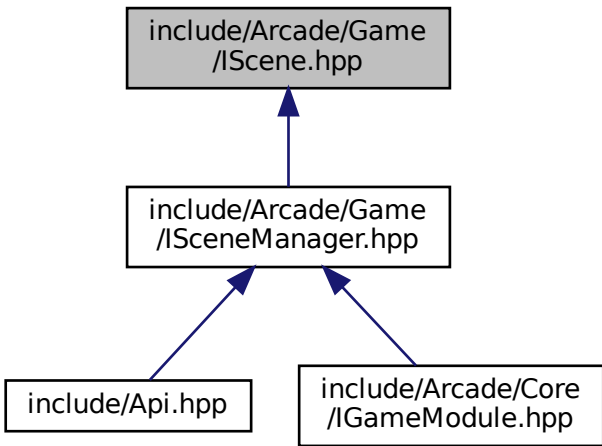 include/Arcade/Game
/IScene.hpp
include/Arcade/Game
/ISceneManager.hpp
include/Api.hpp
include/Arcade/Core
/IGameModule.hpp